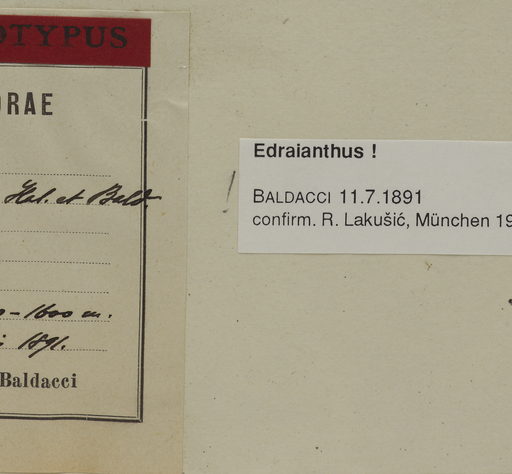 OTYPUS
ORAE
Hal. et Bald.
-1600 m.
1891.
Baldacci
Edraianthus !
BALDACCI 11.7.1891
confirm. R. Lakušić, München 19